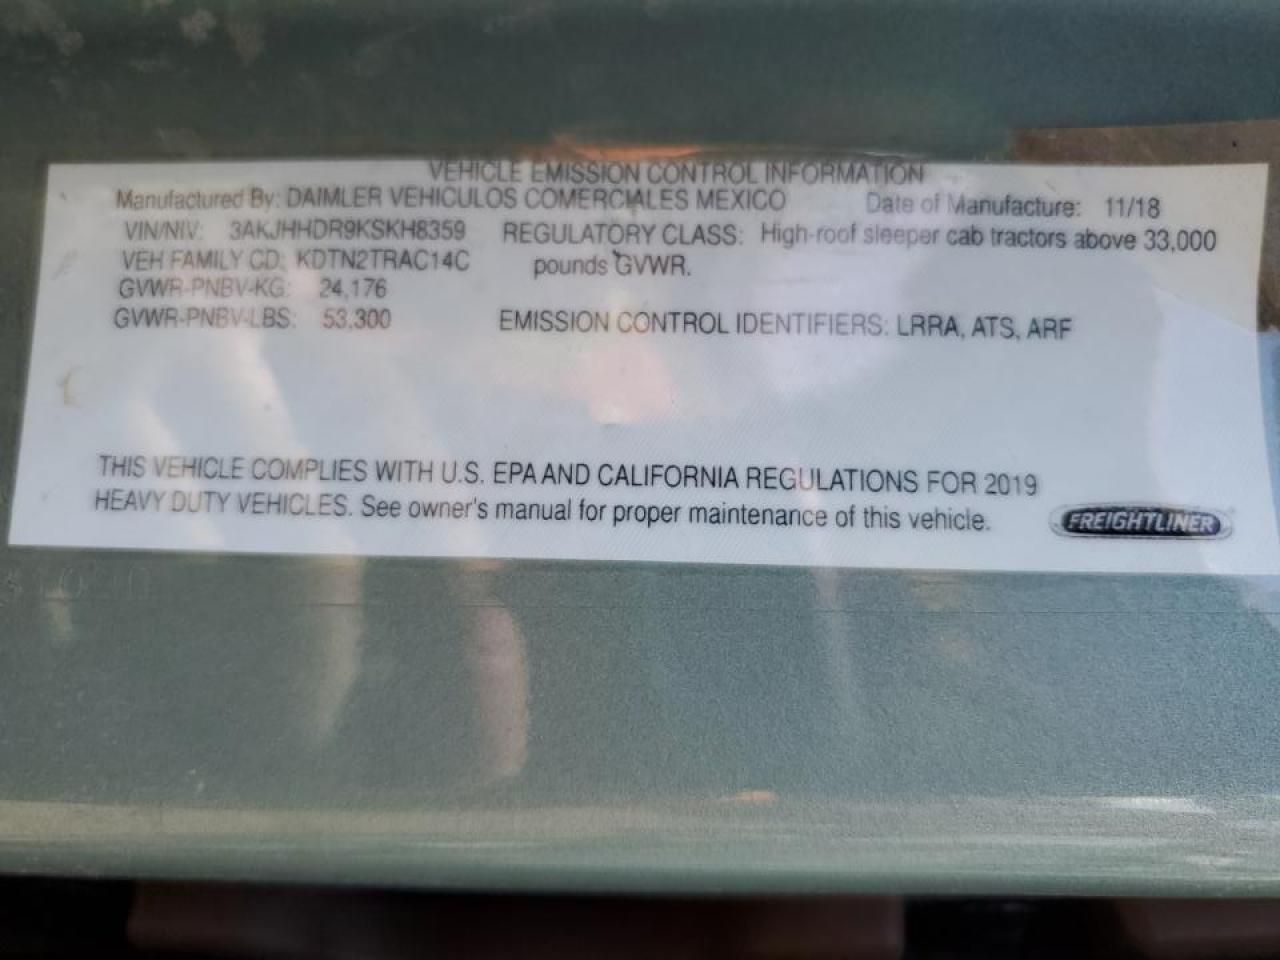 VEHICLE EMISSION CONTROL INFORMATION
Manufactured By: DAIMLER VEHICULOS COMERCIALES MEXICO Date of Manufacture: 11/18
VIN/NIV: 3AKJHHDR9KSKH8359 REGULATORY CLASS: High-roof sleeper cab tractors above 33,000
VEH FAMILY CD: KDTN2TRAC14C pounds GVWR.
GVWR-PNBV-KG: 24,176
GVWR-PNBV-LBS: 53,300 EMISSION CONTROL IDENTIFIERS: LRRA, ATS, ARF
THIS VEHICLE COMPLIES WITH U.S. EPA AND CALIFORNIA REGULATIONS FOR 2019
HEAVY DUTY VEHICLES. See owner's manual for proper maintenance of this vehicle.
FREIGHTLINER